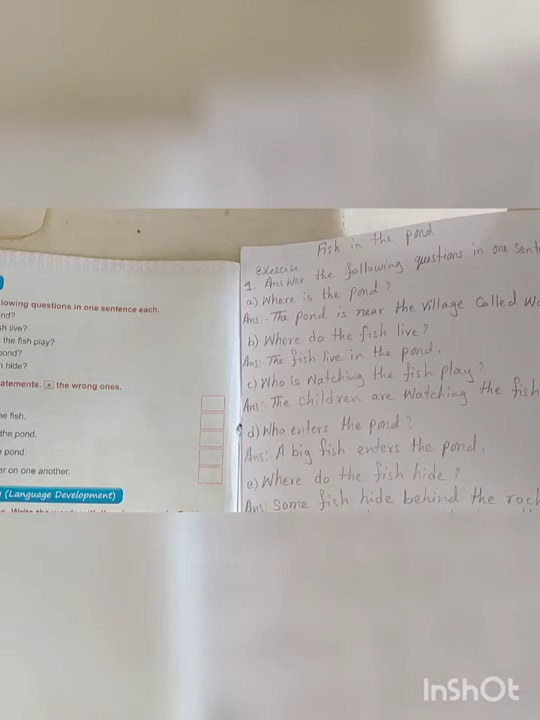 lowing questions in one sentence each.
nd?
sh live?
the fish play?
pond?
hide?
atements. × the wrong ones.
he fish.
the pond.
pond.
er on one another.
(Language Development)
Fish in the pond
Exercise
1. Answer the following questions in one sent
a) Where is the pond?
Ans:- The pond is near the village called Wa
b) Where do the fish live?
Ans:- The fish live in the pond.
c) Who is watching the fish play?
Ans:- The children are watching the fish
d) Who enters the pond?
Ans: A big fish enters the pond.
e) Where do the fish hide?
Ans: Some fish hide behind the rock
InShOt